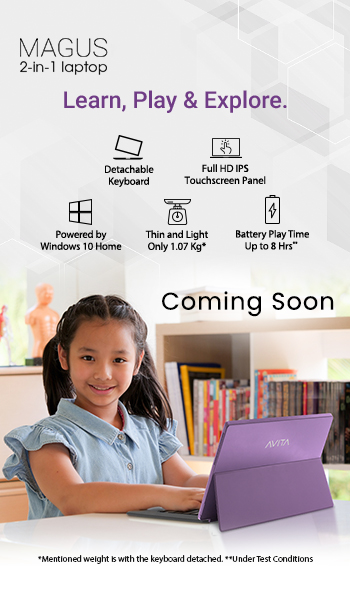 MAGUS
2-in-1 laptop
Learn, Play & Explore.
Detachable
Keyboard
Full HD IPS
Touchscreen Panel
Powered by
Windows 10 Home
Thin and Light
Only 1.07 Kg*
Battery Play Time
Up to 8 Hrs**
Coming Soon
AVITA
*Mentioned weight is with the keyboard detached. **Under Test Conditions